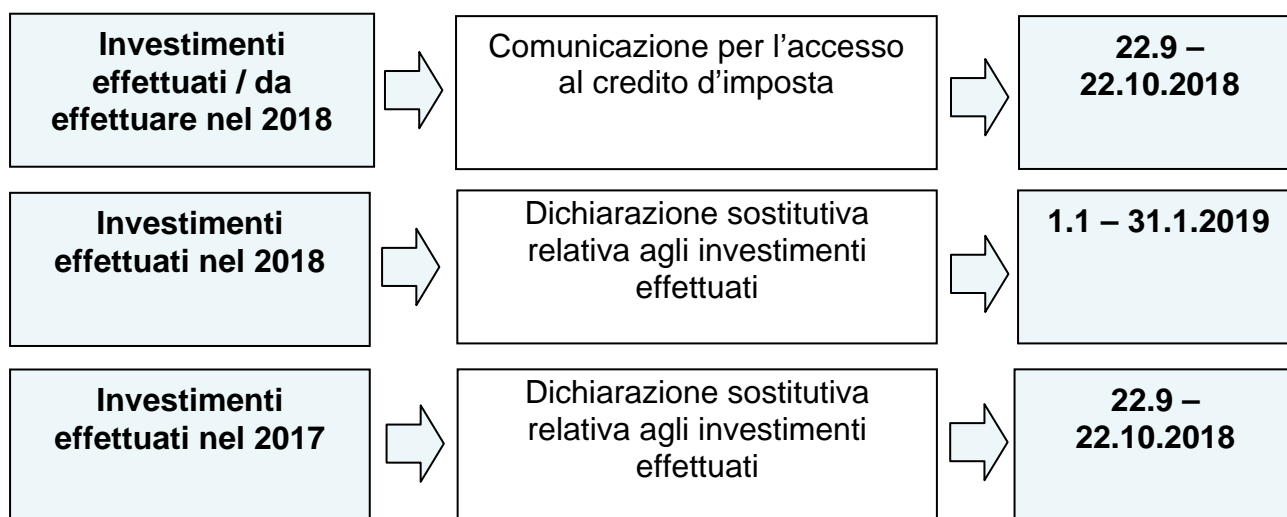 Investimenti
effettuati / da
effettuare nel 2018
Comunicazione per l’accesso
al credito d’imposta
22.9 –
22.10.2018
Investimenti
effettuati nel 2018
Dichiarazione sostitutiva
relativa agli investimenti
effettuati
1.1 – 31.1.2019
Investimenti
effettuati nel 2017
Dichiarazione sostitutiva
relativa agli investimenti
effettuati
22.9 –
22.10.2018